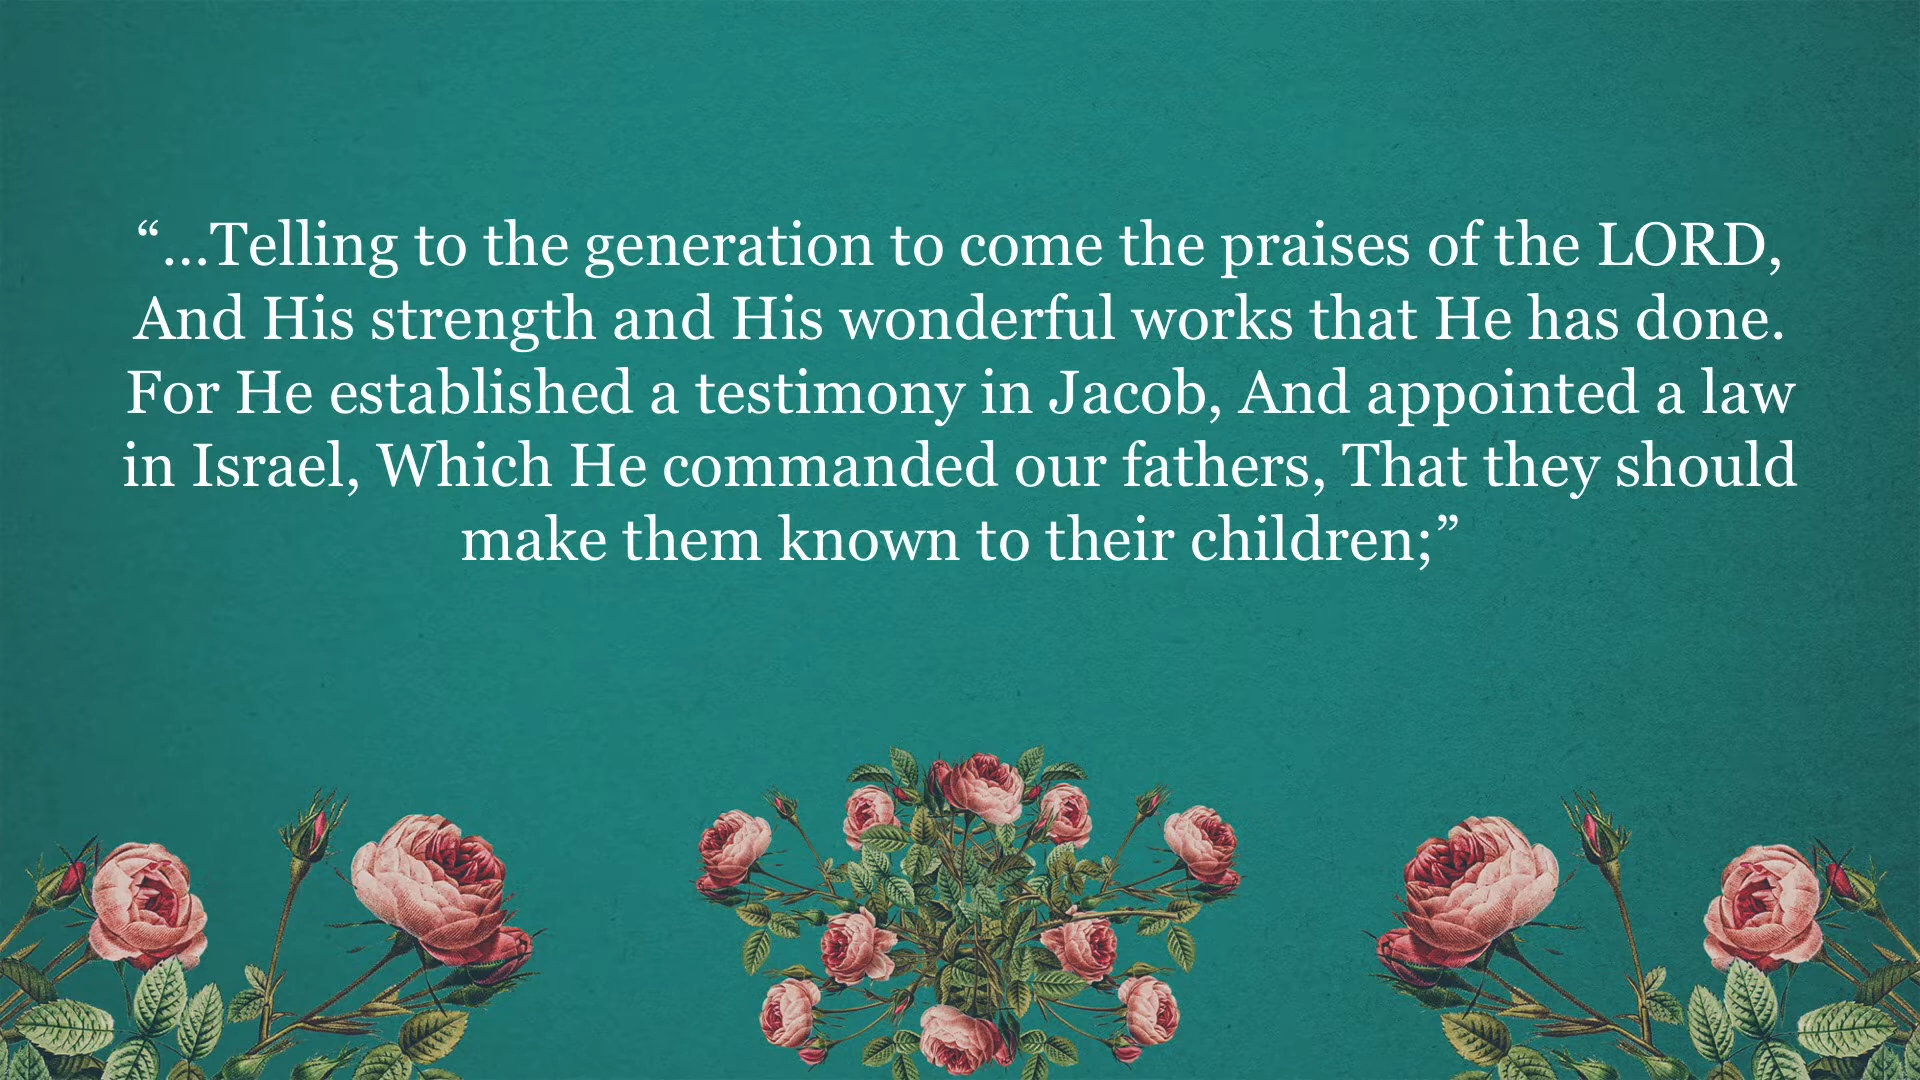 “...Telling to the generation to come the praises of the LORD,
And His strength and His wonderful works that He has done.
For He established a testimony in Jacob, And appointed a law
in Israel, Which He commanded our fathers, That they should
make them known to their children;”